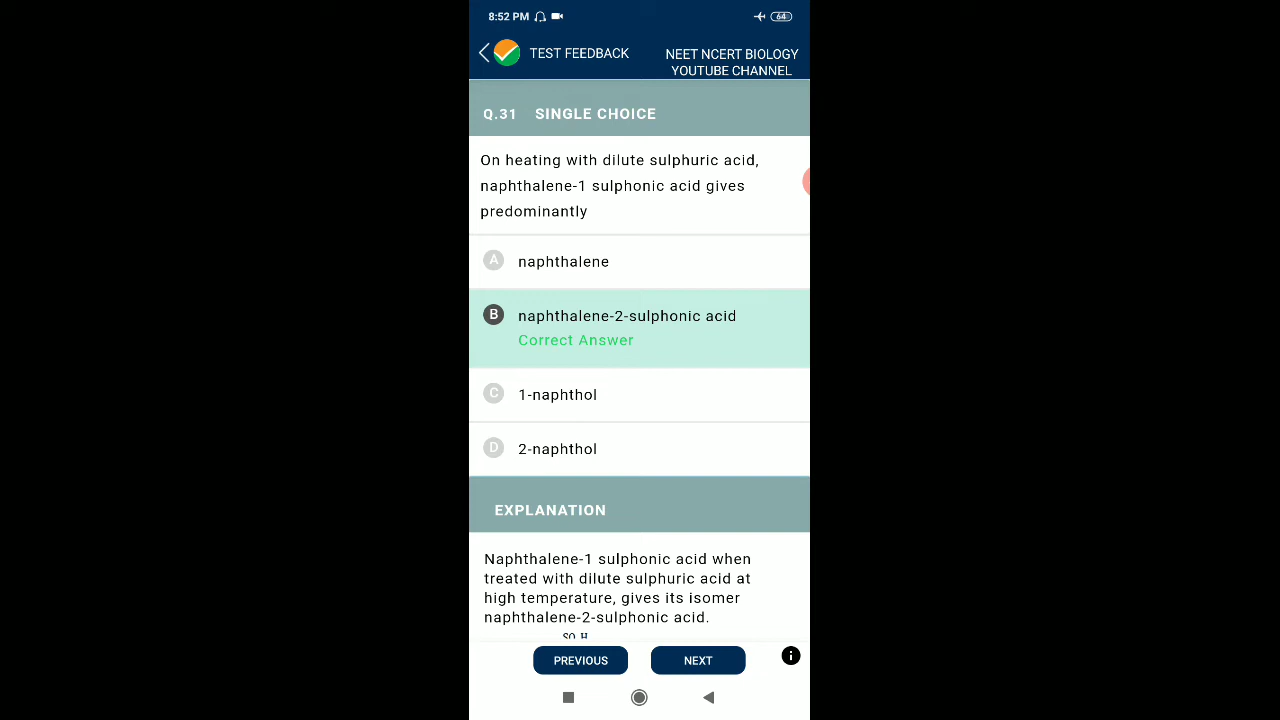 8:52 PM
64
TEST FEEDBACK
NEET NCERT BIOLOGY
YOUTUBE CHANNEL
Q.31 SINGLE CHOICE
On heating with dilute sulphuric acid,
naphthalene-1 sulphonic acid gives
predominantly
A naphthalene
B naphthalene-2-sulphonic acid
Correct Answer
C 1-naphthol
D 2-naphthol
EXPLANATION
Naphthalene-1 sulphonic acid when
treated with dilute sulphuric acid at
high temperature, gives its isomer
naphthalene-2-sulphonic acid.
PREVIOUS
NEXT